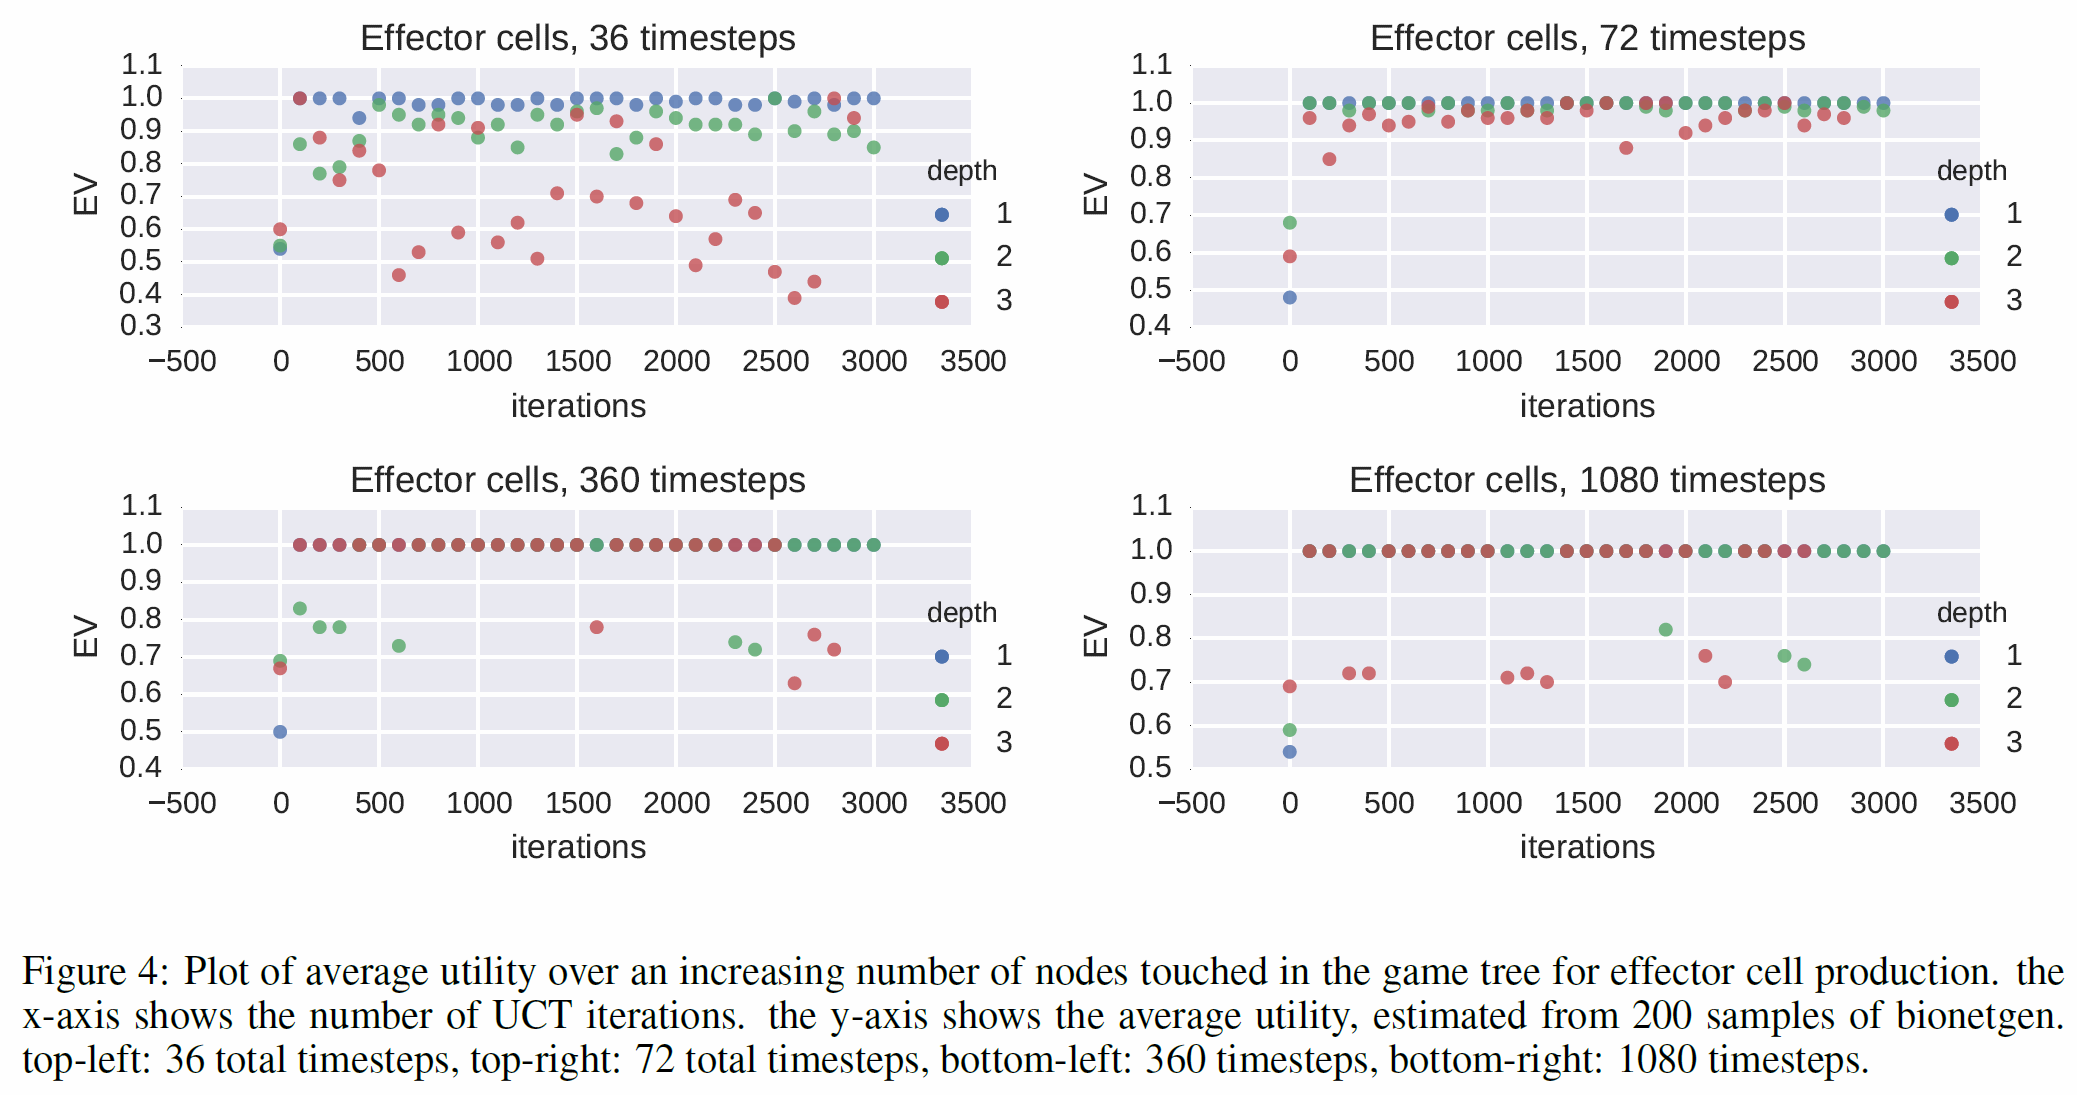 Effector cells, 36 timesteps
1.1
1.0
0.9
0.8
0.7
0.6
0.5
0.4
0.3
EV
−500 0 500 1000 1500 2000 2500 3000 3500
iterations
depth
1
2
3
Effector cells, 72 timesteps
1.1
1.0
0.9
0.8
0.7
0.6
0.5
0.4
EV
−500 0 500 1000 1500 2000 2500 3000 3500
iterations
depth
1
2
3
Effector cells, 360 timesteps
1.1
1.0
0.9
0.8
0.7
0.6
0.5
0.4
EV
−500 0 500 1000 1500 2000 2500 3000 3500
iterations
depth
1
2
3
Effector cells, 1080 timesteps
1.1
1.0
0.9
0.8
0.7
0.6
0.5
EV
−500 0 500 1000 1500 2000 2500 3000 3500
iterations
depth
1
2
3
Figure 4: Plot of average utility over an increasing number of nodes touched in the game tree for effector cell production. the
x-axis shows the number of UCT iterations. the y-axis shows the average utility, estimated from 200 samples of bionetgen.
top-left: 36 total timesteps, top-right: 72 total timesteps, bottom-left: 360 timesteps, bottom-right: 1080 timesteps.